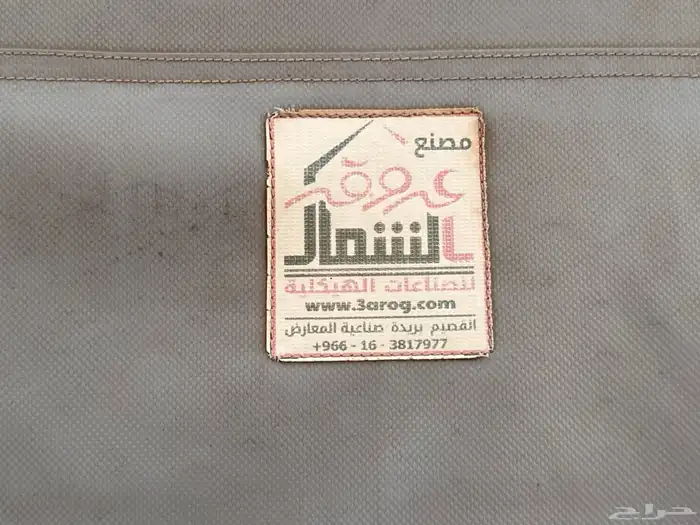 مصنع
عروق
الشمال
للصناعات الهيكلية
www.3arog.com
القصيم بريدة صناعية المعارض
+966 - 16 - 3817977
حراج